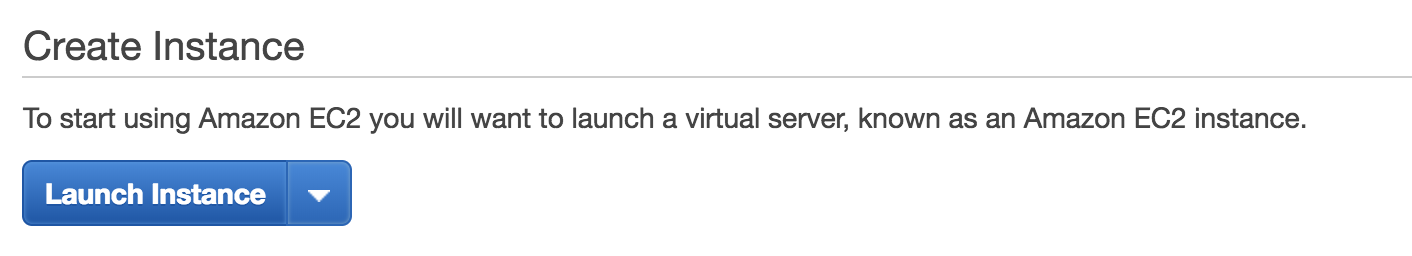 Create Instance
To start using Amazon EC2 you will want to launch a virtual server, known as an Amazon EC2 instance.
Launch Instance